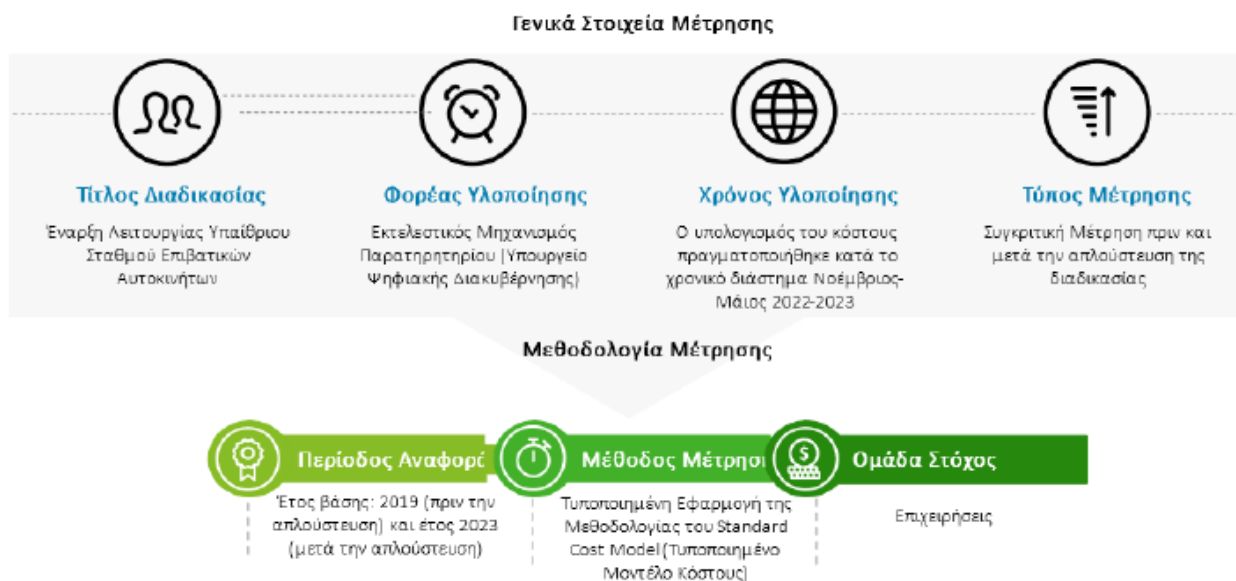 Γενικά Στοιχεία Μέτρησης
Τίτλος Διαδικασίας
Έναρξη Λειτουργίας Υπαίθριου
Σταθμού Επιβατικών
Αυτοκινήτων
Φορέας Υλοποίησης
Εκτελεστικός Μηχανισμός
Παρατηρητηρίου (Υπουργείο
Ψηφιακής Διακυβέρνησης)
Χρόνος Υλοποίησης
Ο υπολογισμός του κόστους
πραγματοποιήθηκε κατά το
χρονικό διάστημα Νοέμβριος-
Μάιος 2022-2023
Τύπος Μέτρησης
Συγκριτική Μέτρηση πριν και
μετά την απλούστευση της
διαδικασίας
Μεθοδολογία Μέτρησης
Περίοδος Αναφορά
Έτος βάσης: 2019 (πριν την
απλούστευση) και έτος 2023
(μετά την απλούστευση)
Μέθοδος Μέτρησ
Τυποποιημένη Εφαρμογή της
Μεθοδολογίας του Standard
Cost Model(Τυποποιημένο
Μοντέλο Κόστους)
$
Ομάδα Στόχος
Επιχειρήσεις